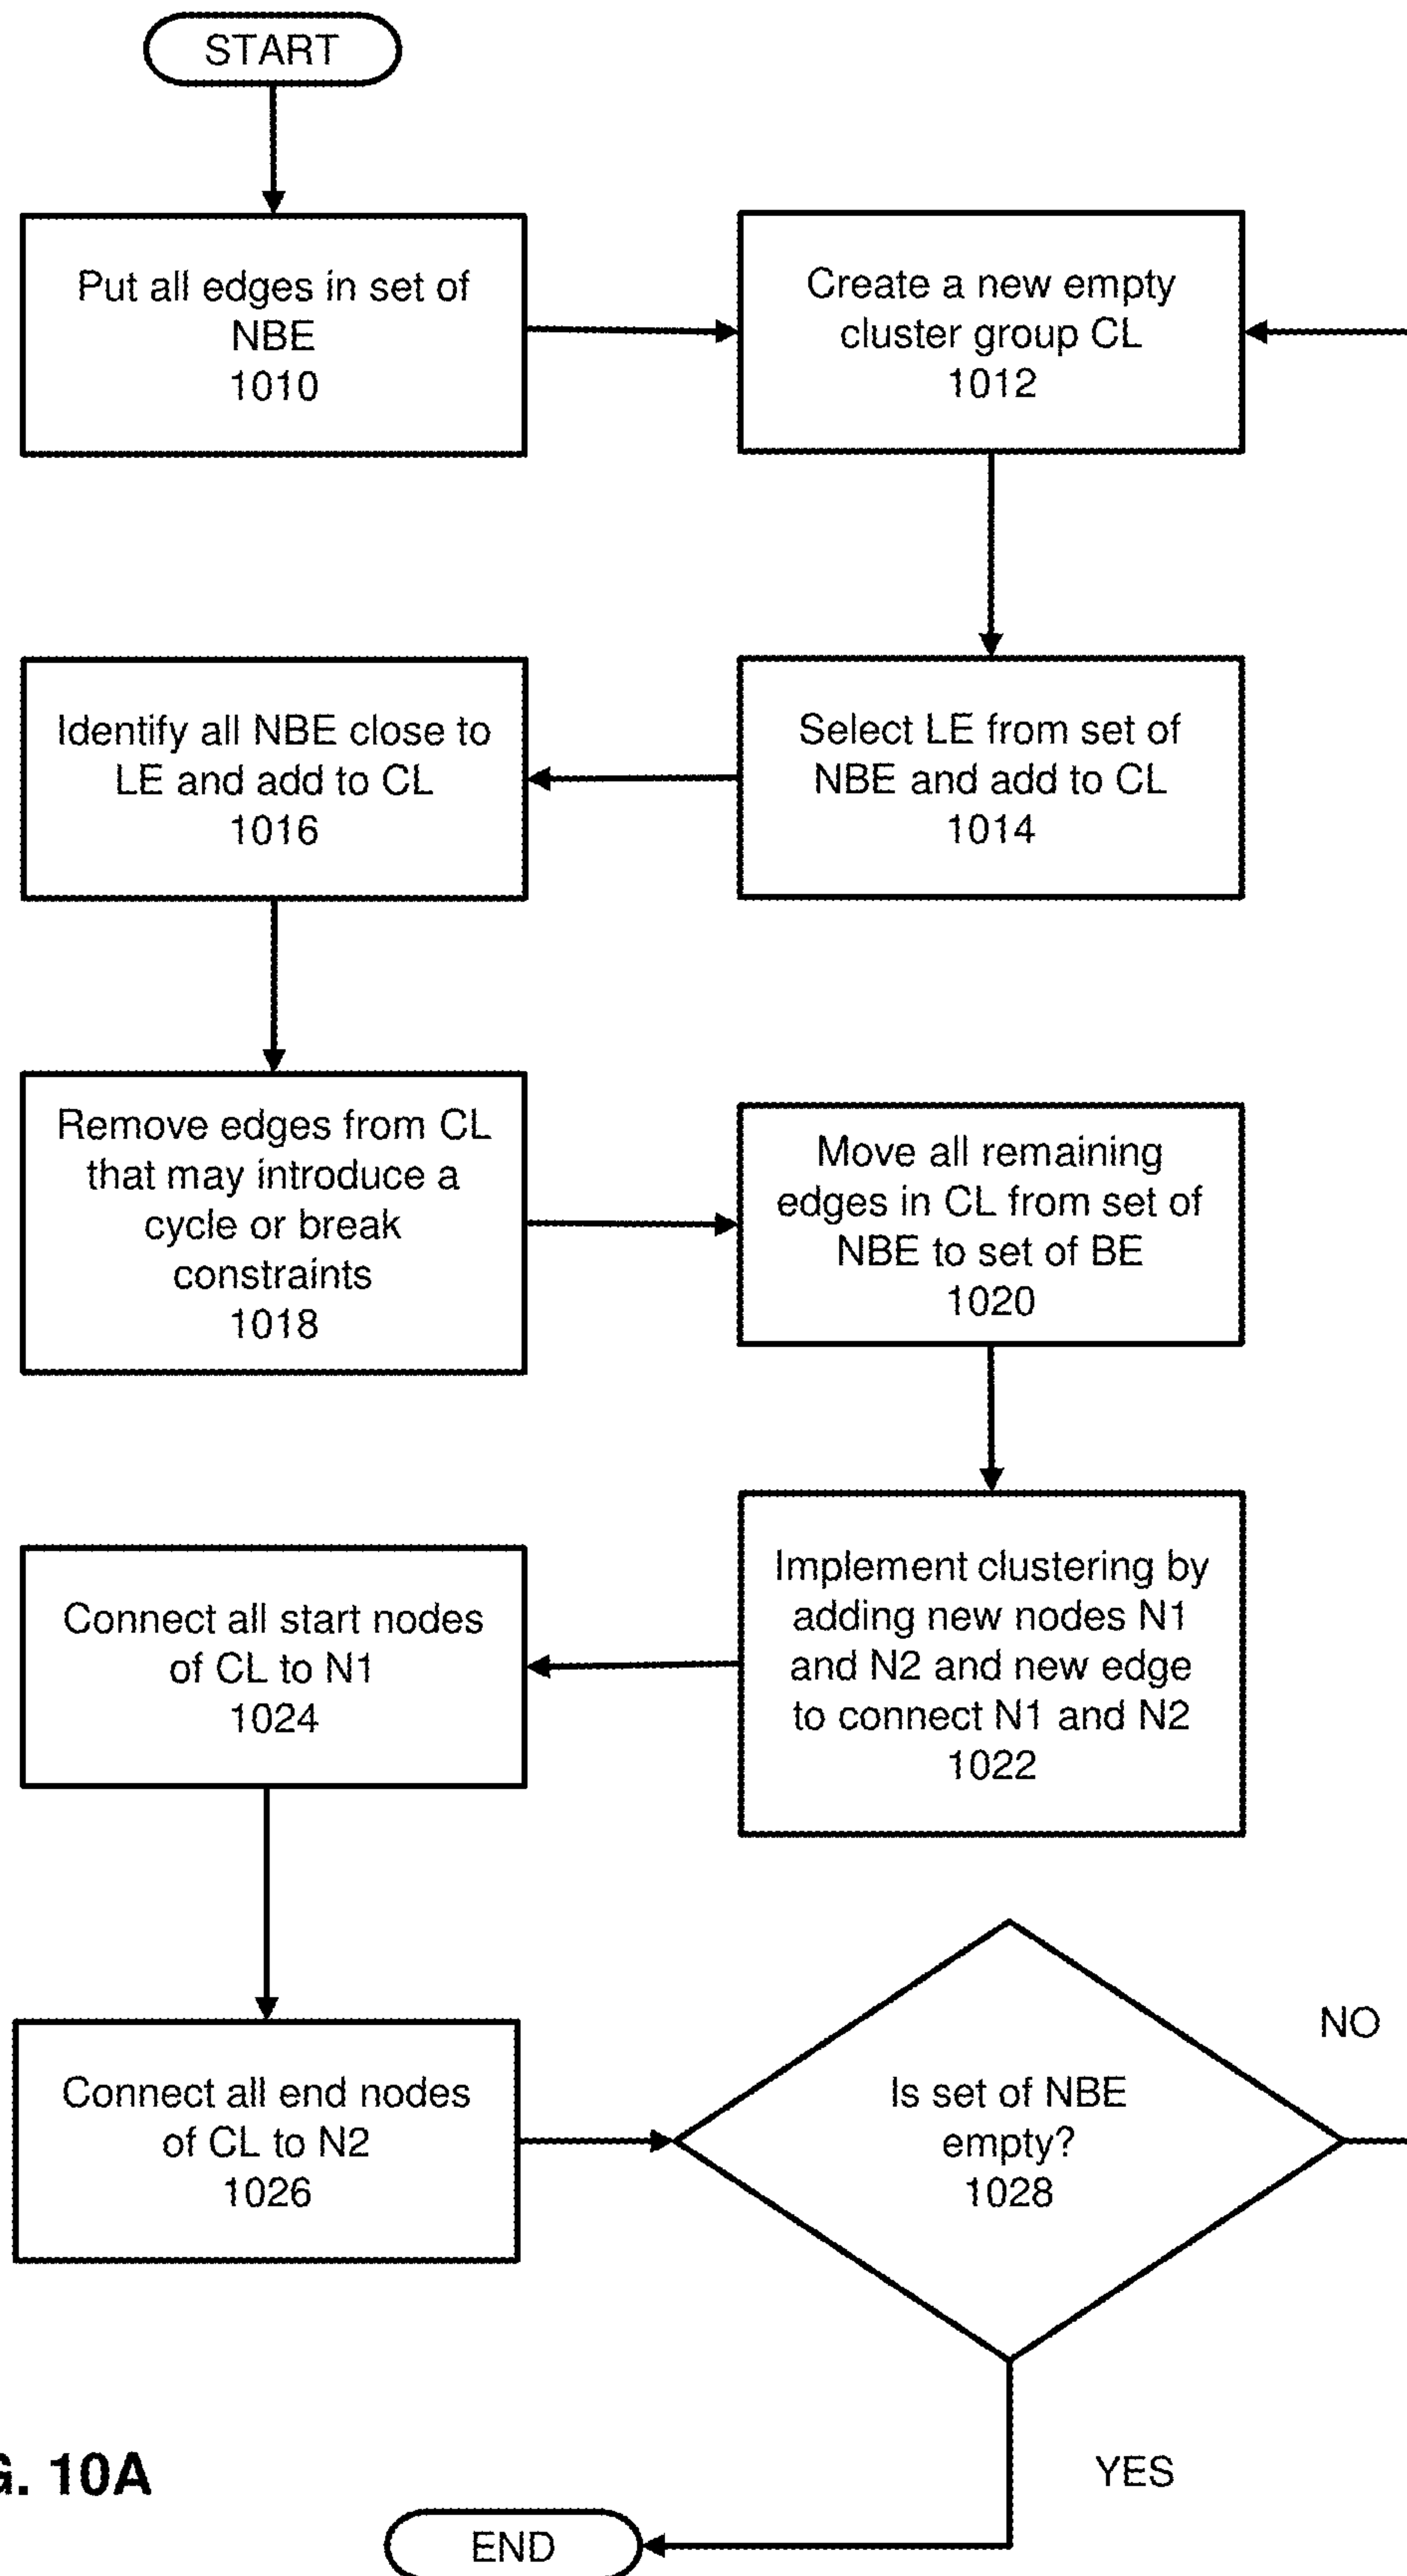 START
Put all edges in set of
NBE
1010
Create a new empty
cluster group CL
1012
Select LE from set of
NBE and add to CL
1014
Identify all NBE close to
LE and add to CL
1016
Remove edges from CL
that may introduce a
cycle or break
constraints
1018
Move all remaining
edges in CL from set of
NBE to set of BE
1020
Implement clustering by
adding new nodes N1
and N2 and new edge
to connect N1 and N2
1022
Connect all start nodes
of CL to N1
1024
Connect all end nodes
of CL to N2
1026
Is set of NBE
empty?
1028
NO
YES
G. 10A
END